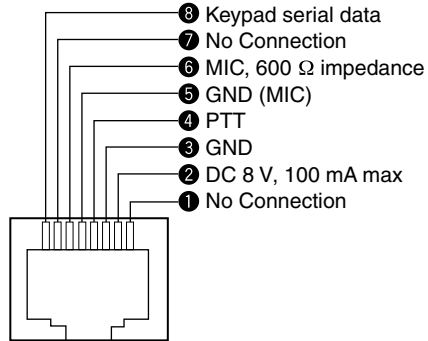 ❽ Keypad serial data
❼ No Connection
❻ MIC, 600 Ω impedance
❺ GND (MIC)
❹ PTT
❸ GND
❷ DC 8 V, 100 mA max
❶ No Connection